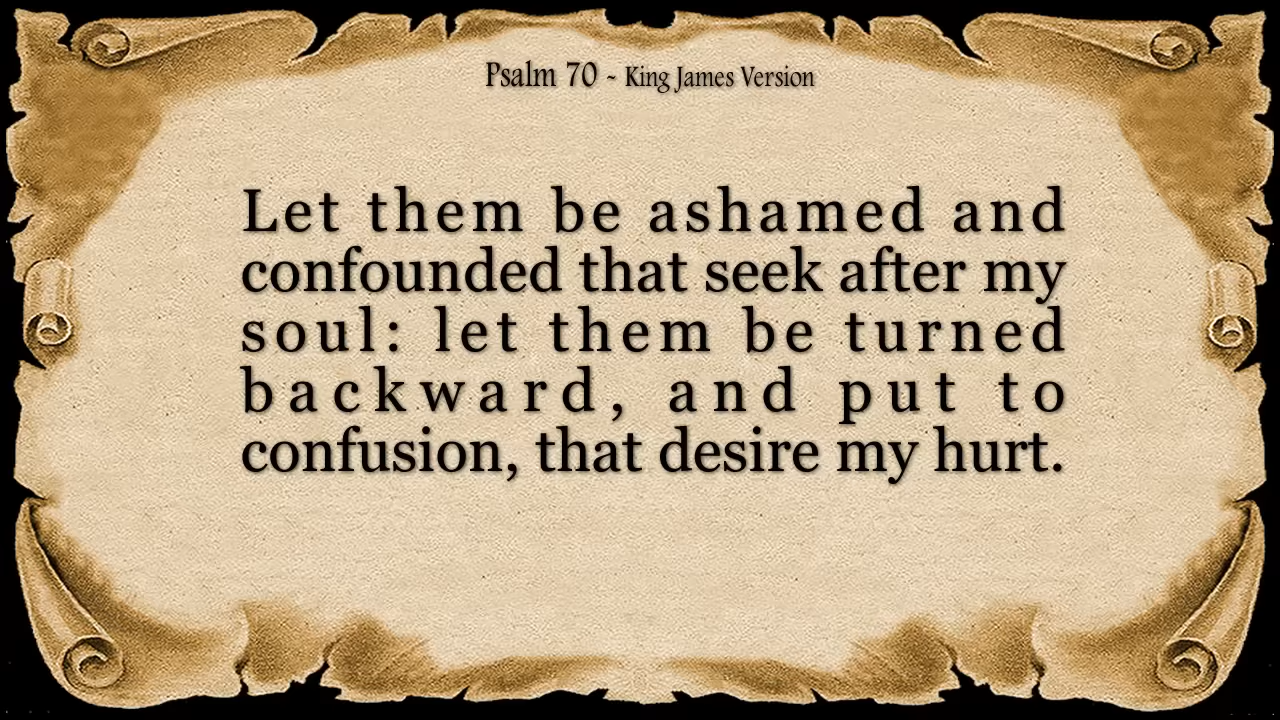 Psalm 70 - King James Version
Let them be ashamed and
confounded that seek after my
soul: let them be turned
backward, and put to
confusion, that desire my hurt.